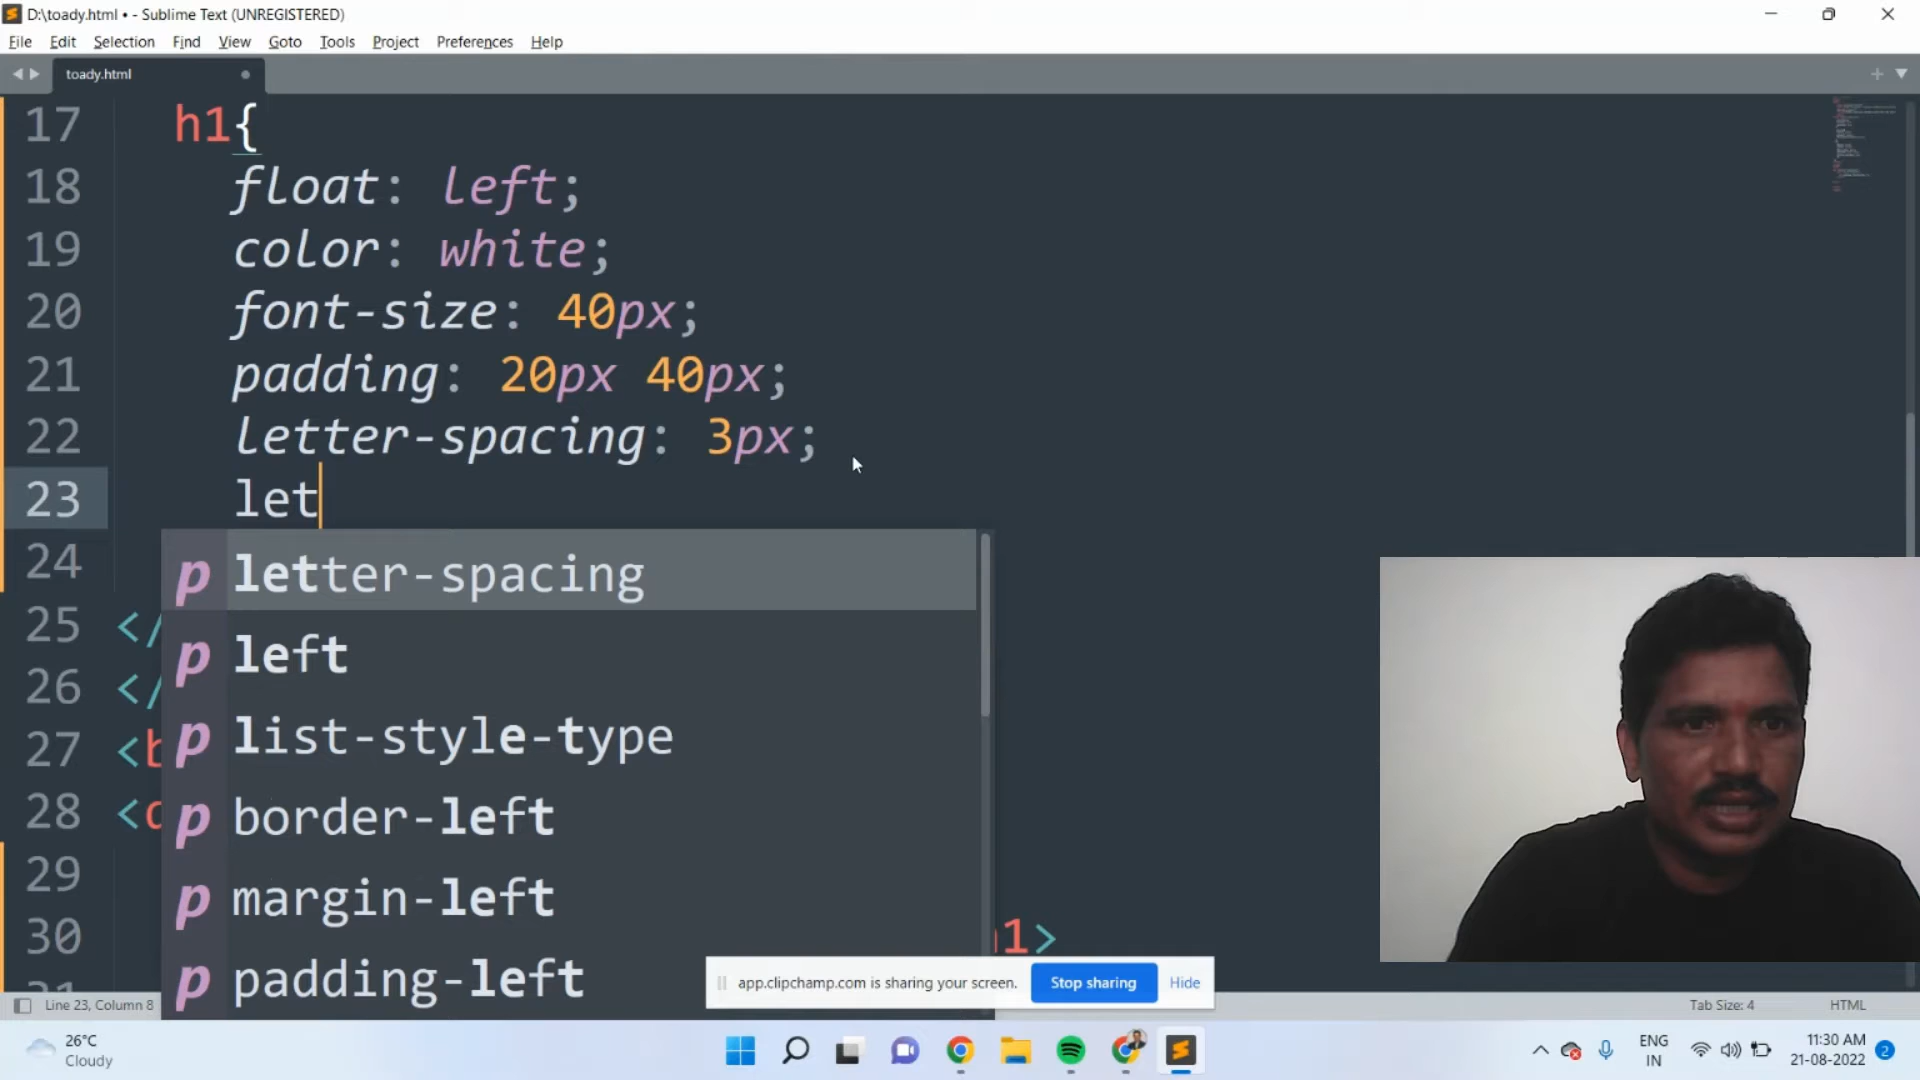 D:\toady.html • - Sublime Text (UNREGISTERED)
File Edit Selection Find View Goto Tools Project Preferences Help
toady.html
17 h1{
18 float: left;
19 color: white;
20 font-size: 40px;
21 padding: 20px 40px;
22 letter-spacing: 3px;
23 let
24
p letter-spacing
25 </
p left
26 </
p list-style-type
27 <b
28 <
p border-left
29
p margin-left
30 1>
p padding-left
app.clipchamp.com is sharing your screen. Stop sharing Hide
Line 23, Column 8 Tab Size: 4 HTML
26°C
Cloudy
ENG
IN
11:30 AM
21-08-2022
2